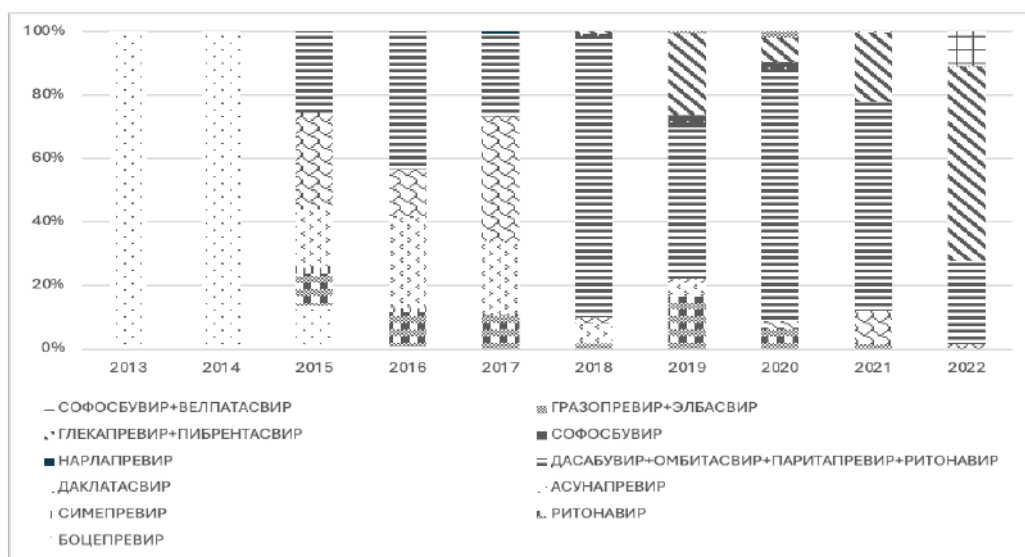 100%
80%
60%
40%
20%
0%
2013 2014 2015 2016 2017 2018 2019 2020 2021 2022
СОФОСБУВИР+ВЕЛПАТАСВИР ГРАЗОПРЕВИР+ЭЛБАСВИР
ГЛЕКАПРЕВИР+ПИБРЕНТАСВИР СОФОСБУВИР
НАРЛАПРЕВИР ДАСАБУВИР+ОМБИТАСВИР+ПАРИТАПРЕВИР+РИТОНАВИР
ДАКЛАТАСВИР АСУНАПРЕВИР
СИМЕПРЕВИР РИТОНАВИР
БОЦЕПРЕВИР